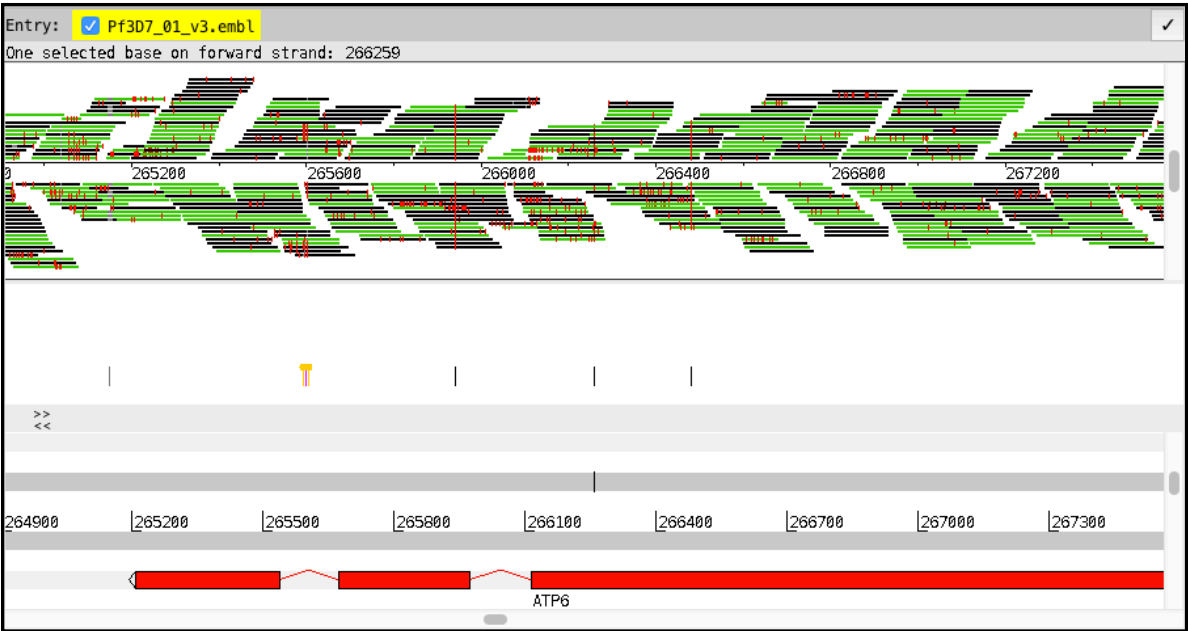 Entry: Pf3D7_01_v3.embl
One selected base on forward strand: 266259
0 265200 265600 266000 266400 266800 267200
>>
<<
264900 265200 265500 265800 266100 266400 266700 267000 267300
ATP6